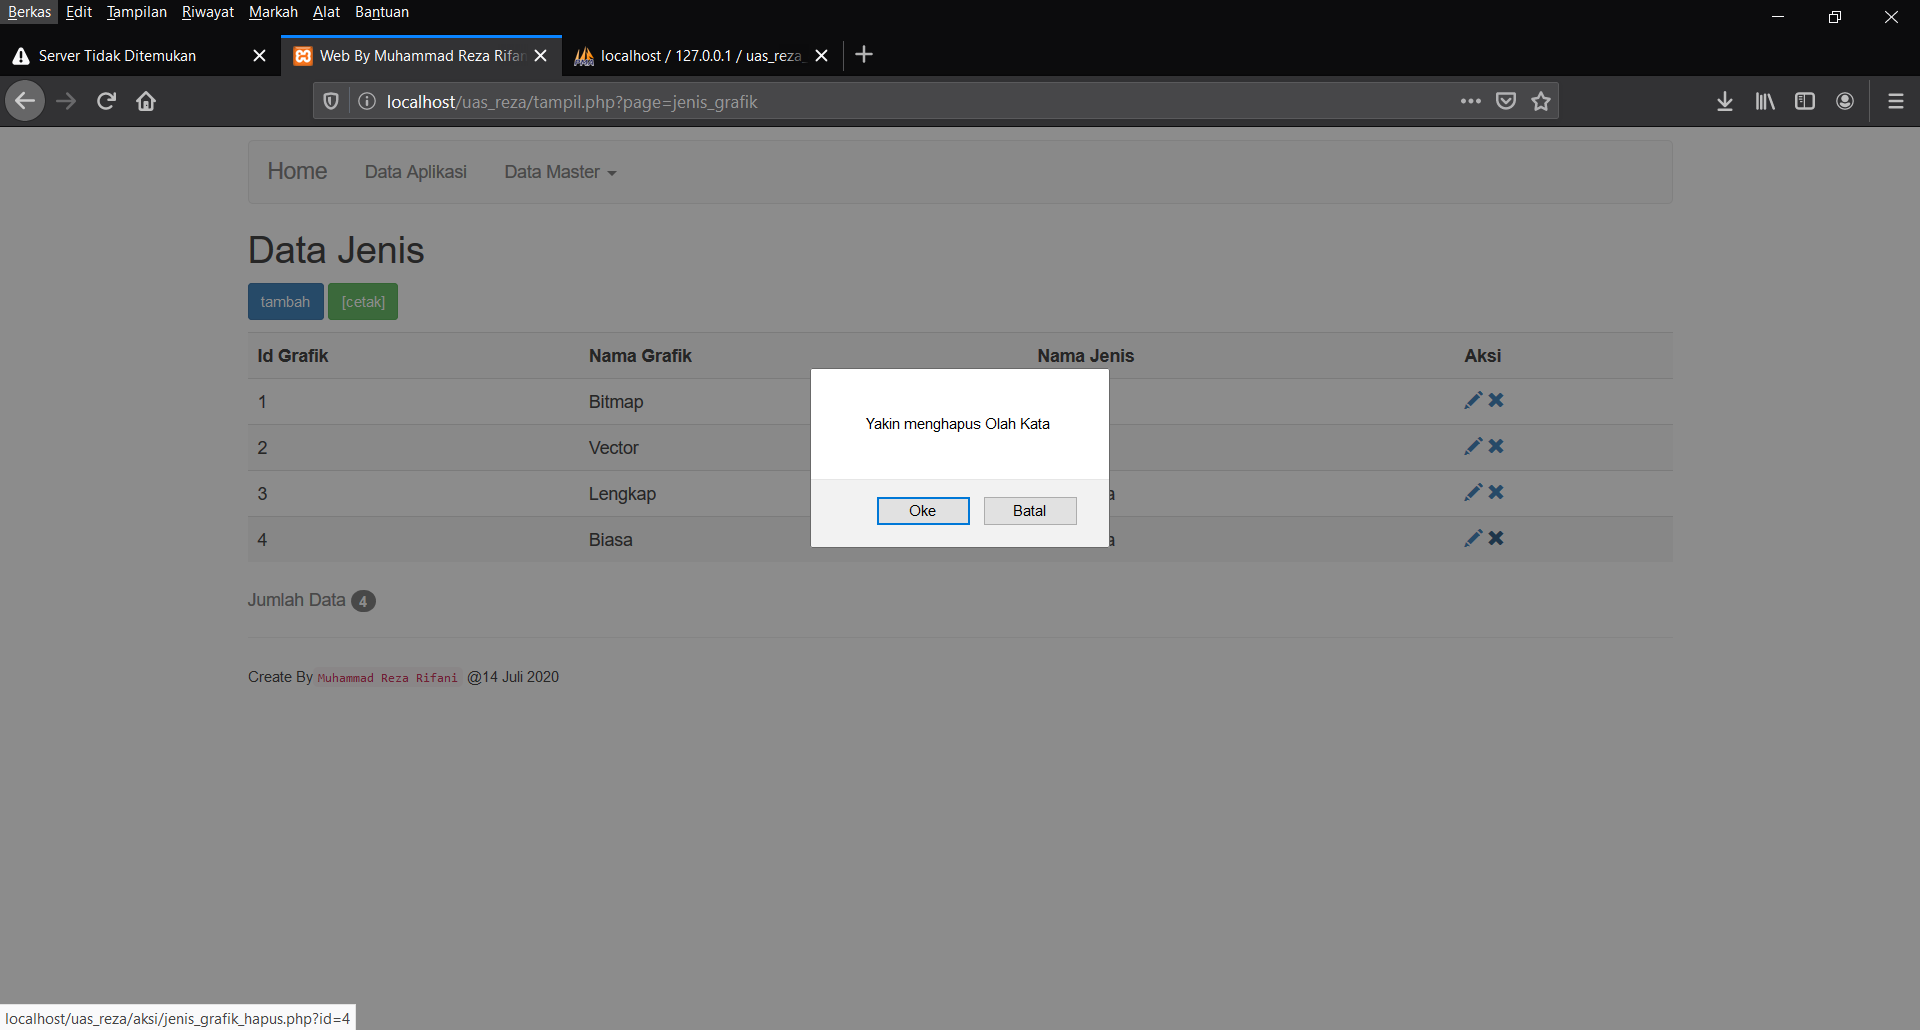 Berkas Edit Tampilan Riwayat Markah Alat Bantuan
Server Tidak Ditemukan Web By Muhammad Reza Rifan localhost / 127.0.0.1 / uas_reza_
localhost/uas_reza/tampil.php?page=jenis_grafik
Home Data Aplikasi Data Master
Data Jenis
tambah [cetak]
Id Grafik Nama Grafik Nama Jenis Aksi
1 Bitmap
2 Vector
3 Lengkap a
4 Biasa a
Yakin menghapus Olah Kata
Oke Batal
Jumlah Data 4
Create By Muhammad Reza Rifani @14 Juli 2020
localhost/uas_reza/aksi/jenis_grafik_hapus.php?id=4